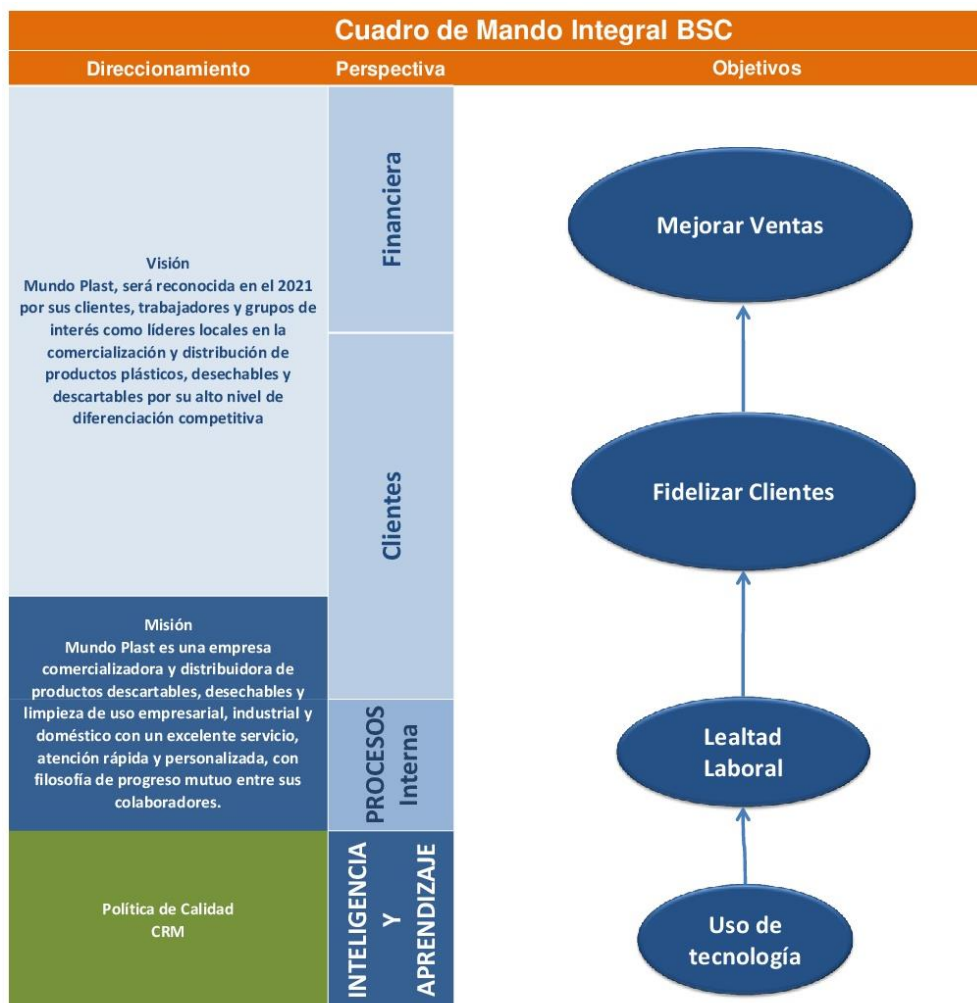 Cuadro de Mando Integral BSC
Direccionamiento
Perspectiva
Objetivos
Visión
Mundo Plast, será reconocida en el 2021
por sus clientes, trabajadores y grupos de
interés como líderes locales en la
comercialización y distribución de
productos plásticos, desechables y
descartables por su alto nivel de
diferenciación competitiva
Misión
Mundo Plast es una empresa
comercializadora y distribuidora de
productos descartables, desechables y
limpieza de uso empresarial, industrial y
doméstico con un excelente servicio,
atención rápida y personalizada, con
filosofía de progreso mutuo entre sus
colaboradores.
Política de Calidad
CRM
Financiera
Clientes
PROCESOS
Interna
INTELIGENCIA
Y
APRENDIZAJE
Mejorar Ventas
Fidelizar Clientes
Lealtad
Laboral
Uso de
tecnología